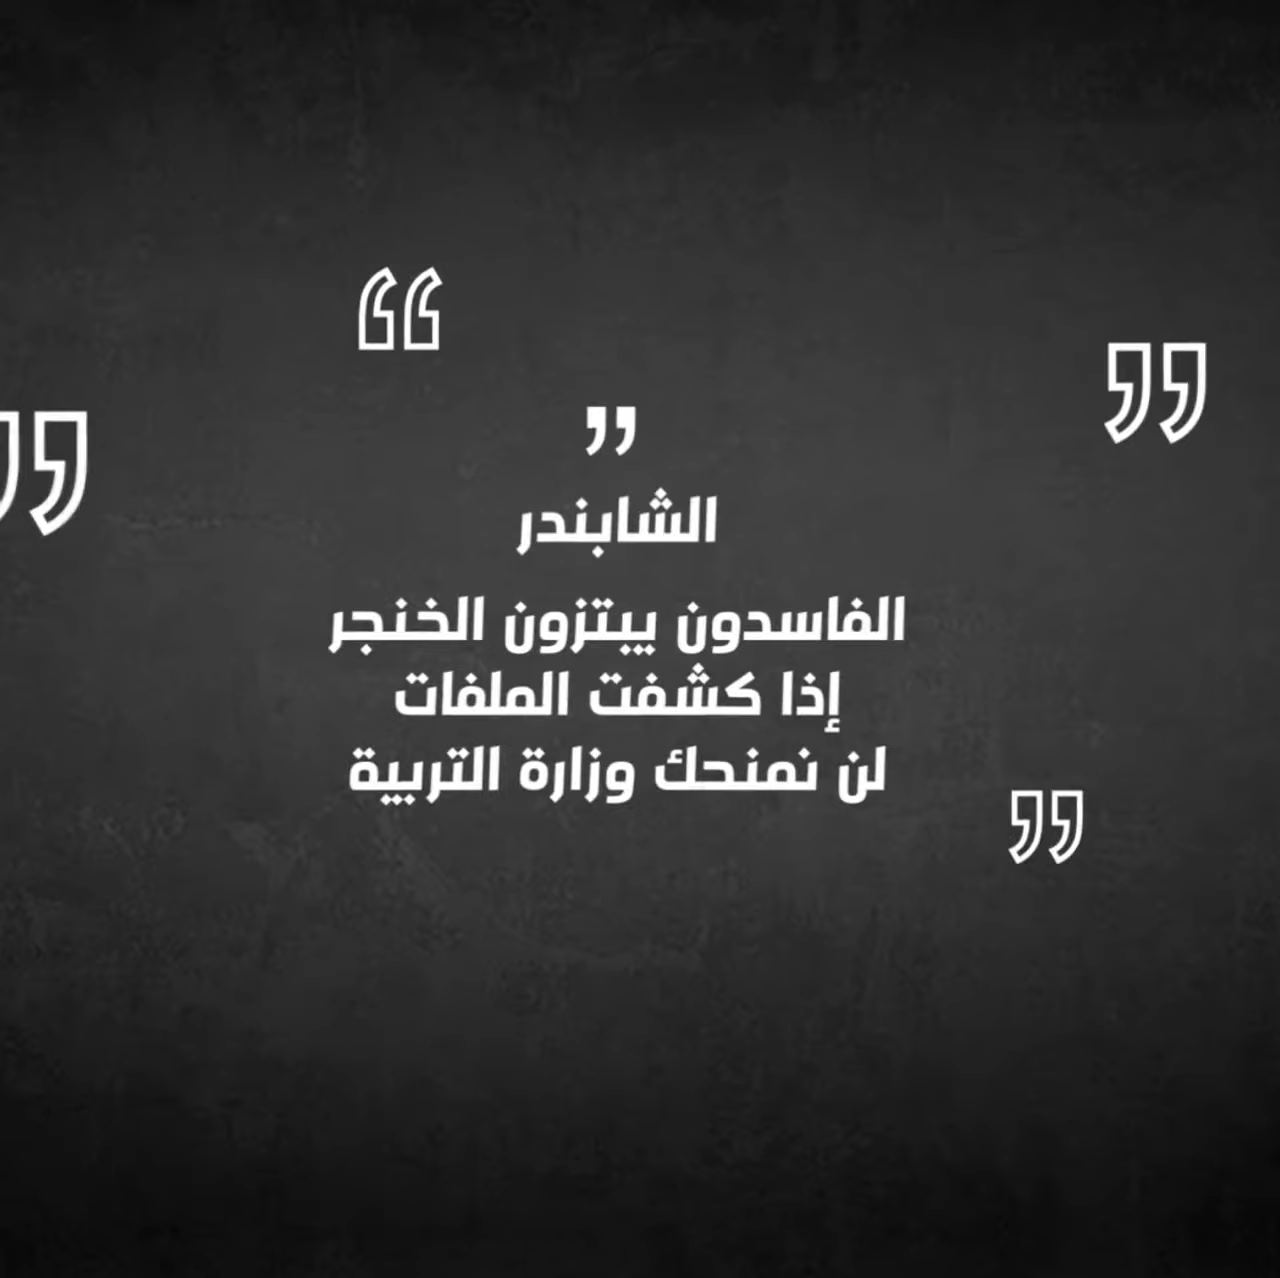 ”
الشابندر
الفاسدون يبتزون الخنجر
إذا كشفت الملفات
لن نمنحك وزارة التربية